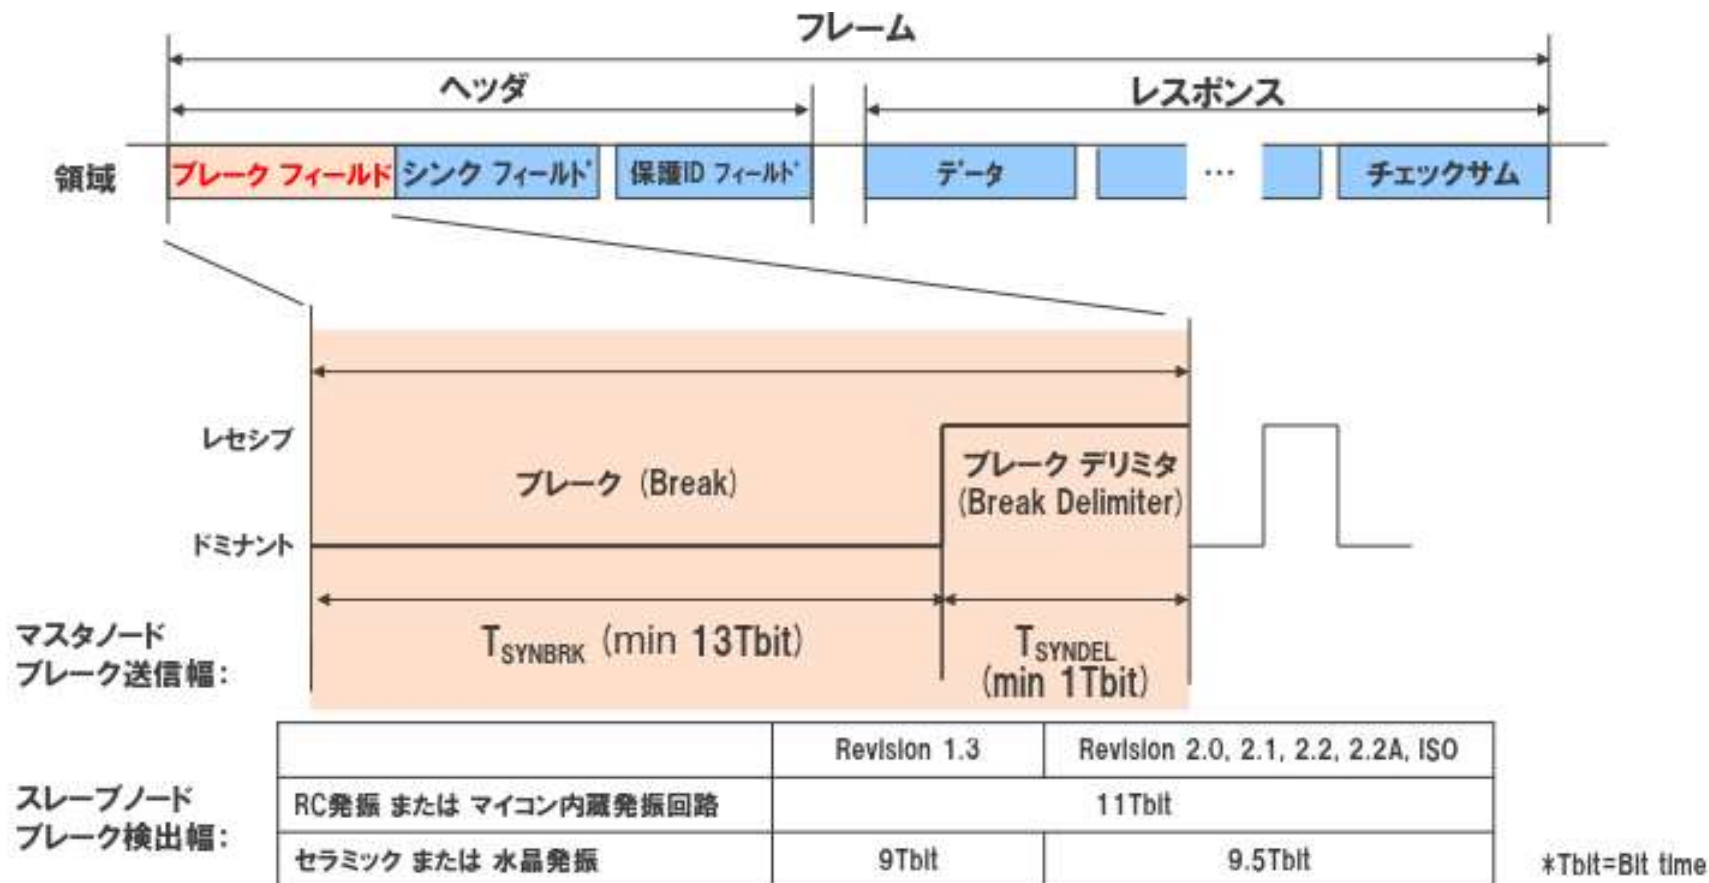 フレーム
ヘッダ
レスポンス
領域
ブレーク フィールド
シンク フィールド
保護ID フィールド
データ
…
チェックサム
レセシブ
ブレーク (Break)
ブレーク デリミタ
(Break Delimiter)
ドミナント
マスタノード
ブレーク送信幅:
TSYNBRK (min 13Tbit)
TSYNDEL
(min 1Tbit)
Revision 1.3
Revision 2.0, 2.1, 2.2, 2.2A, ISO
スレーブノード
ブレーク検出幅:
RC発振 または マイコン内蔵発振回路
11Tbit
セラミック または 水晶発振
9Tbit
9.5Tbit
*Tbit=Bit time